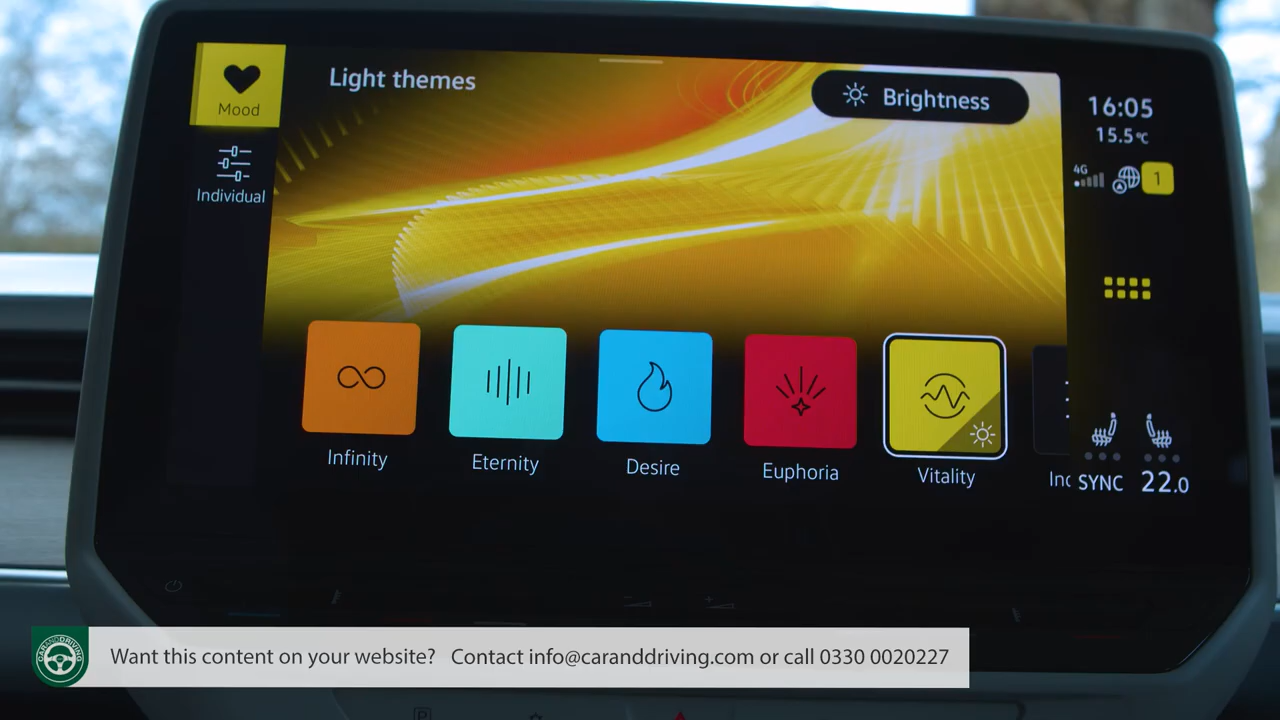 Mood
Light themes
Brightness
16:05
15.5°C
4G
1
Individual
Infinity
Eternity
Desire
Euphoria
Vitality
SYNC
22.0
P
CARANDDRIVING
Want this content on your website? Contact info@caranddriving.com or call 0330 0020227